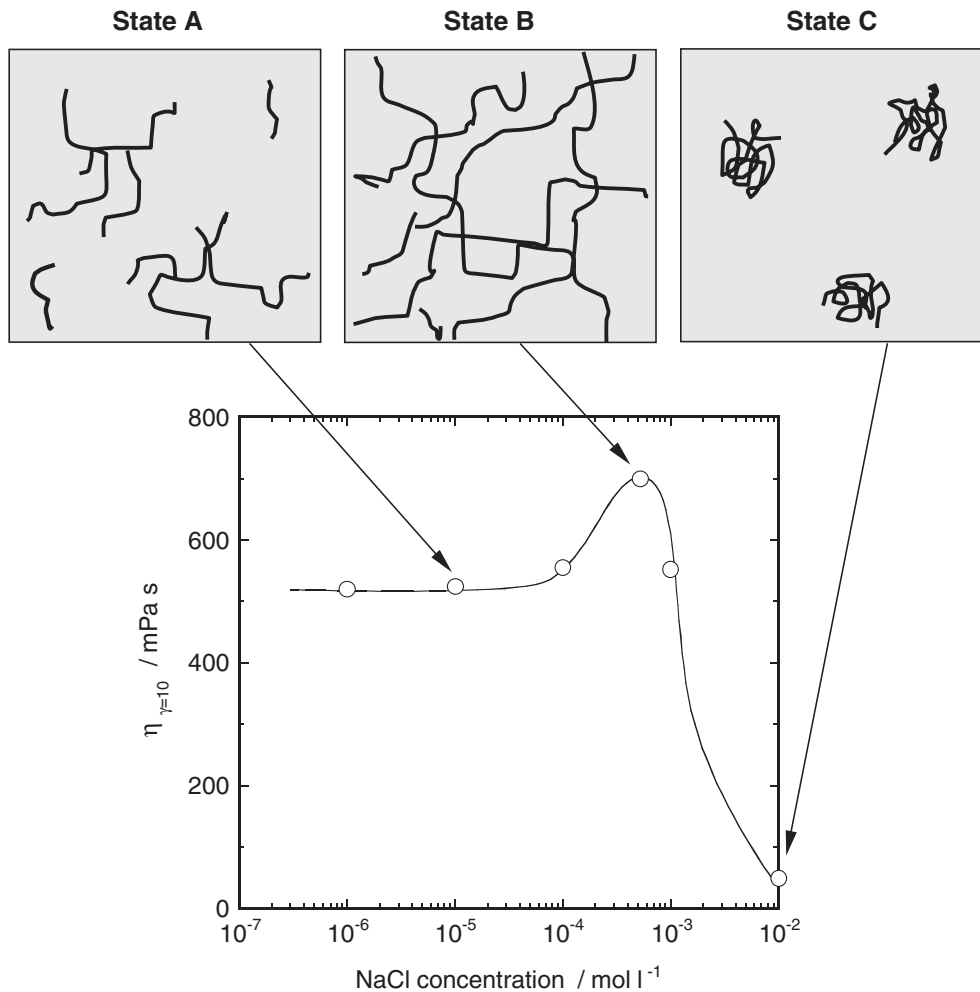 State A
State B
State C
800
600
400
200
0
η γ=10 / mPa s
10-7
10-6
10-5
10-4
10-3
10-2
NaCl concentration / mol l-1